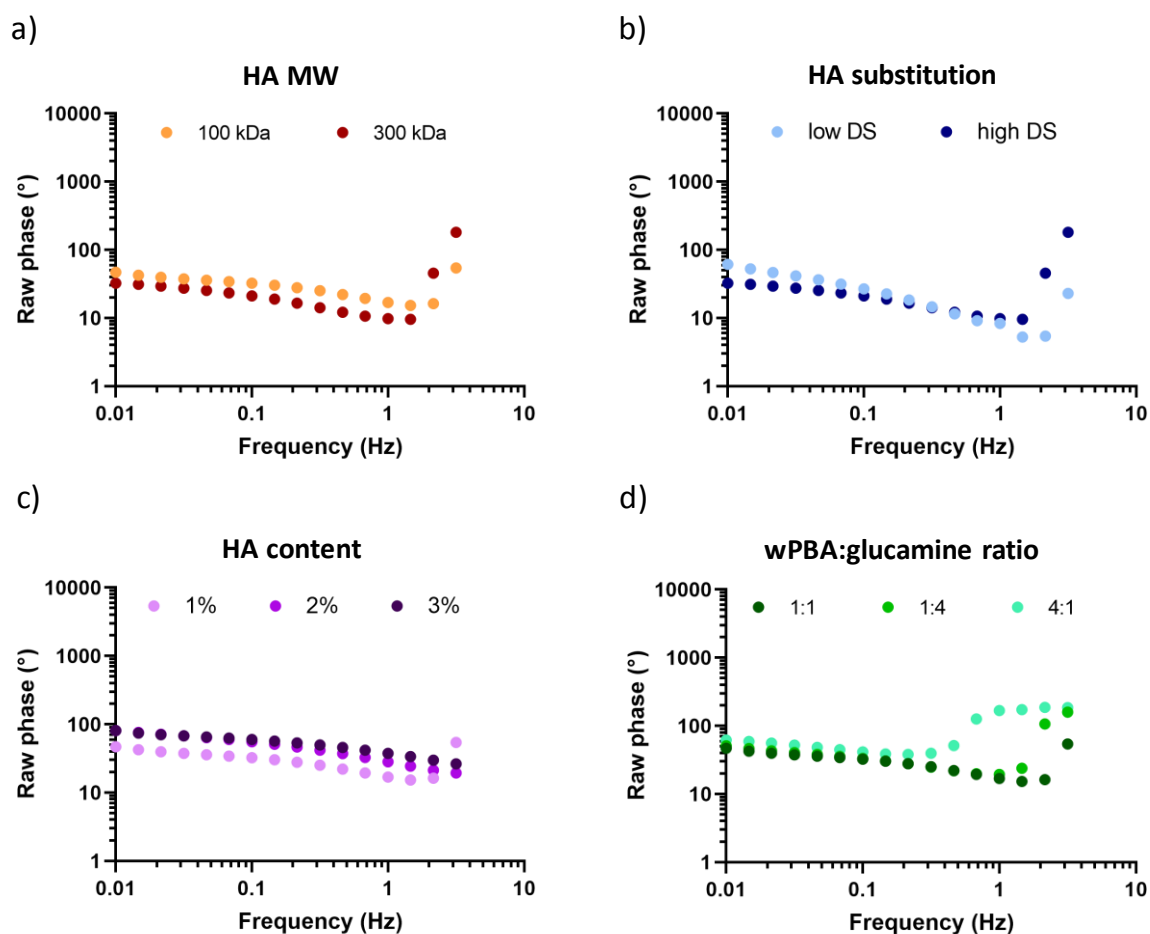 a)
HA MW
10000
1000
100
10
1
Raw phase (°)
100 kDa 300 kDa
0.01 0.1 1 10
Frequency (Hz)
b)
HA substitution
10000
1000
100
10
1
Raw phase (°)
low DS high DS
0.01 0.1 1 10
Frequency (Hz)
c)
HA content
10000
1000
100
10
1
Raw phase (°)
1% 2% 3%
0.01 0.1 1 10
Frequency (Hz)
d)
wPBA:glucamine ratio
10000
1000
100
10
1
Raw phase (°)
1:1 1:4 4:1
0.01 0.1 1 10
Frequency (Hz)